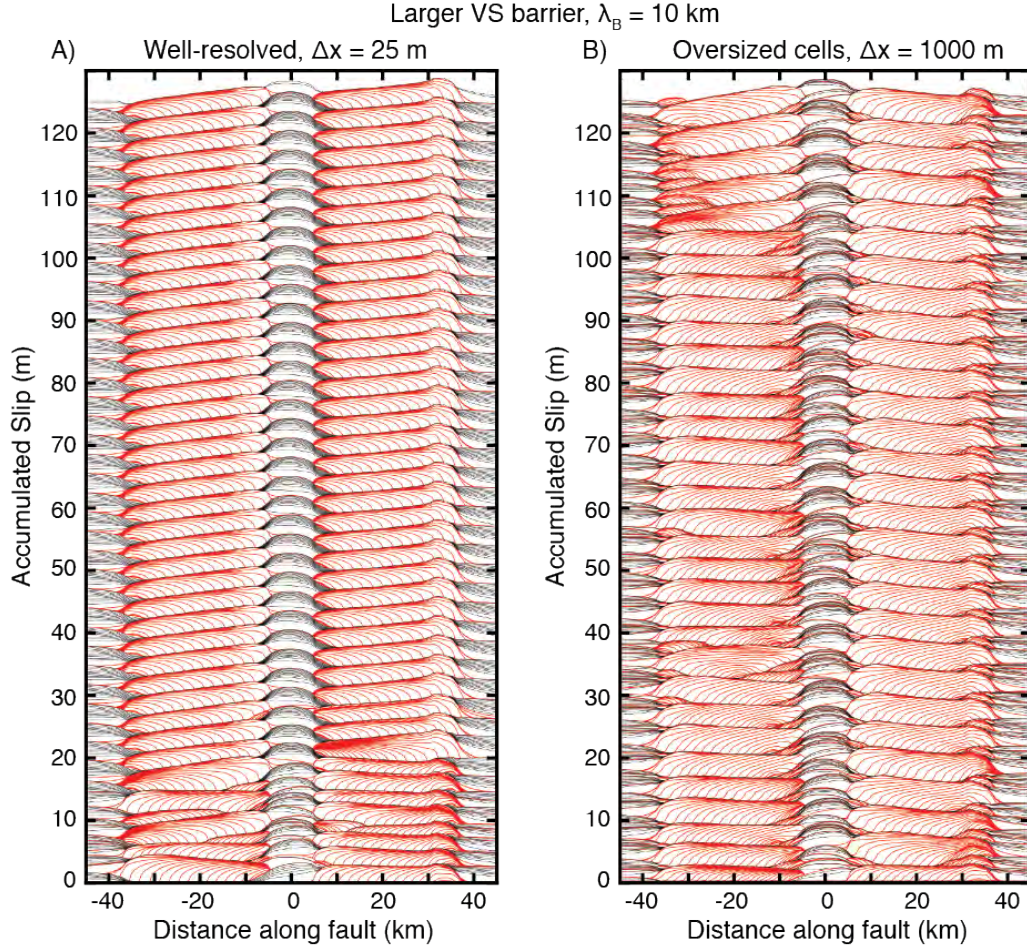 Larger VS barrier, λB = 10 km
A) Well-resolved, Δx = 25 m
B) Oversized cells, Δx = 1000 m
Accumulated Slip (m)
120
110
100
90
80
70
60
50
40
30
20
10
0
-40 -20 0 20 40
Distance along fault (km)
Accumulated Slip (m)
120
110
100
90
80
70
60
50
40
30
20
10
0
-40 -20 0 20 40
Distance along fault (km)